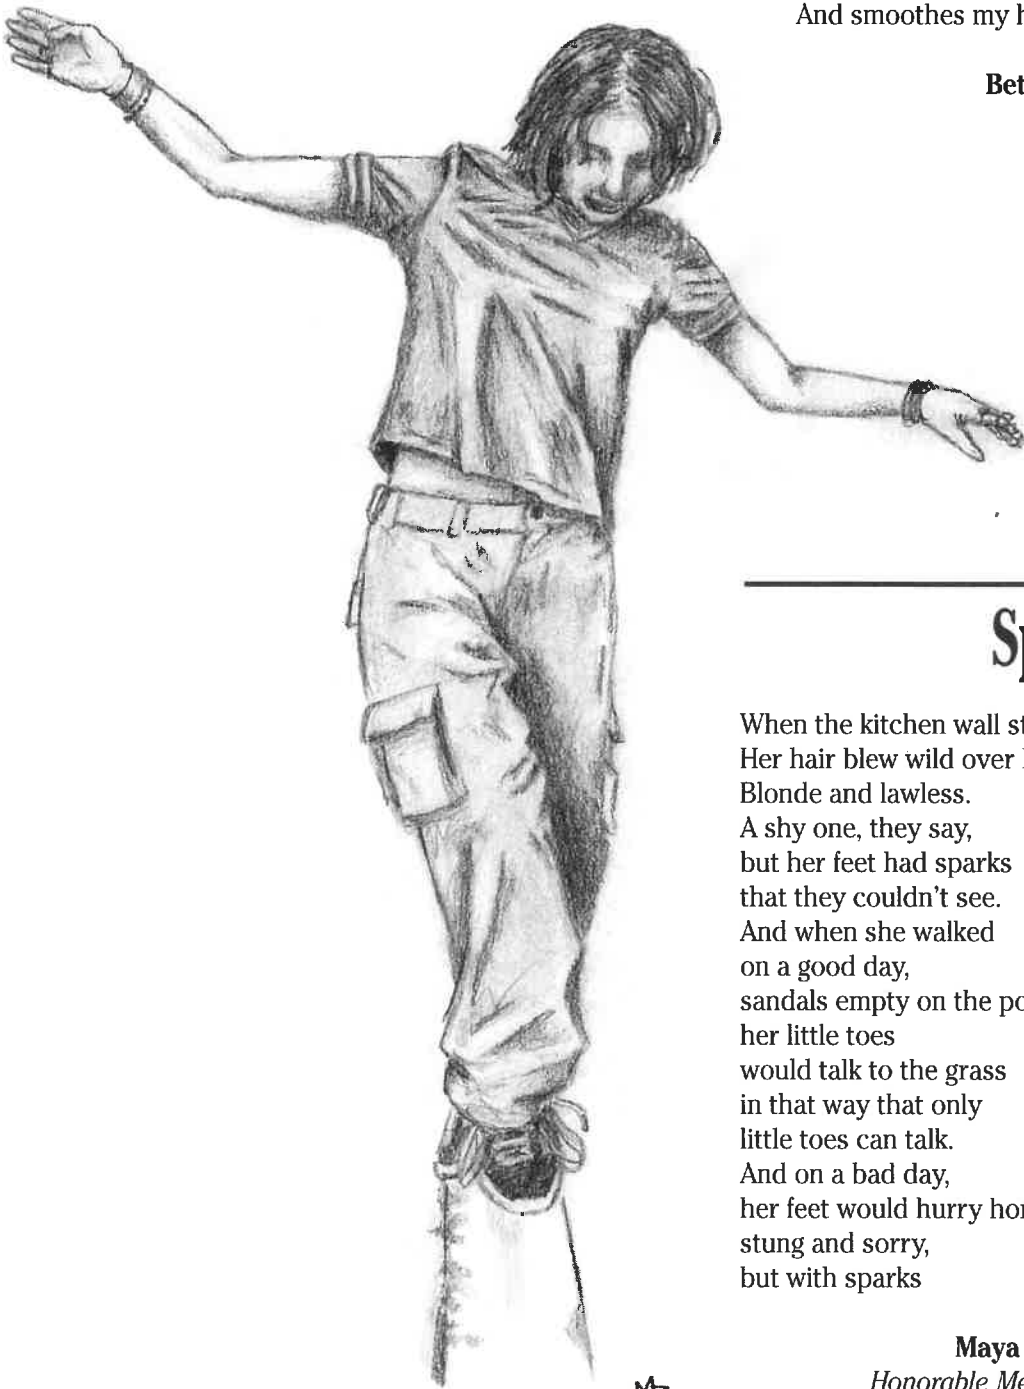 And smoothes my h
Bet
Sp
When the kitchen wall st
Her hair blew wild over
Blonde and lawless.
A shy one, they say,
but her feet had sparks
that they couldn't see.
And when she walked
on a good day,
sandals empty on the po
her little toes
would talk to the grass
in that way that only
little toes can talk.
And on a bad day,
her feet would hurry
stung and sorry,
but with sparks
Maya
Honorable Me